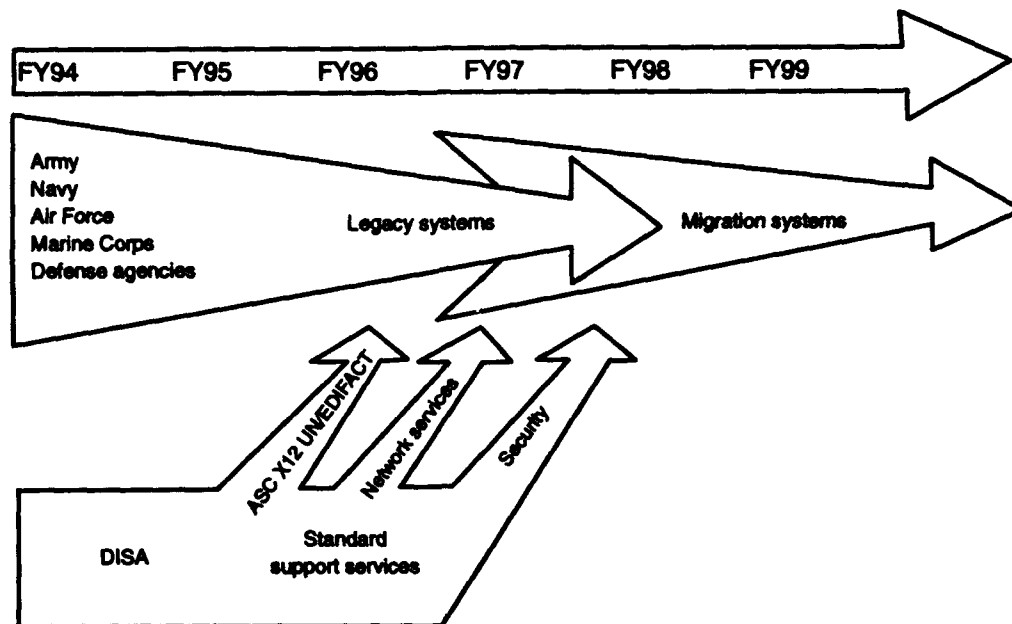 FY94 FY95 FY96 FY97 FY98 FY99
Army
Navy
Air Force
Marine Corps
Defense agencies
Legacy systems
Migration systems
ASC X12 UN/EDIFACT
Network services
Security
DISA
Standard
support services